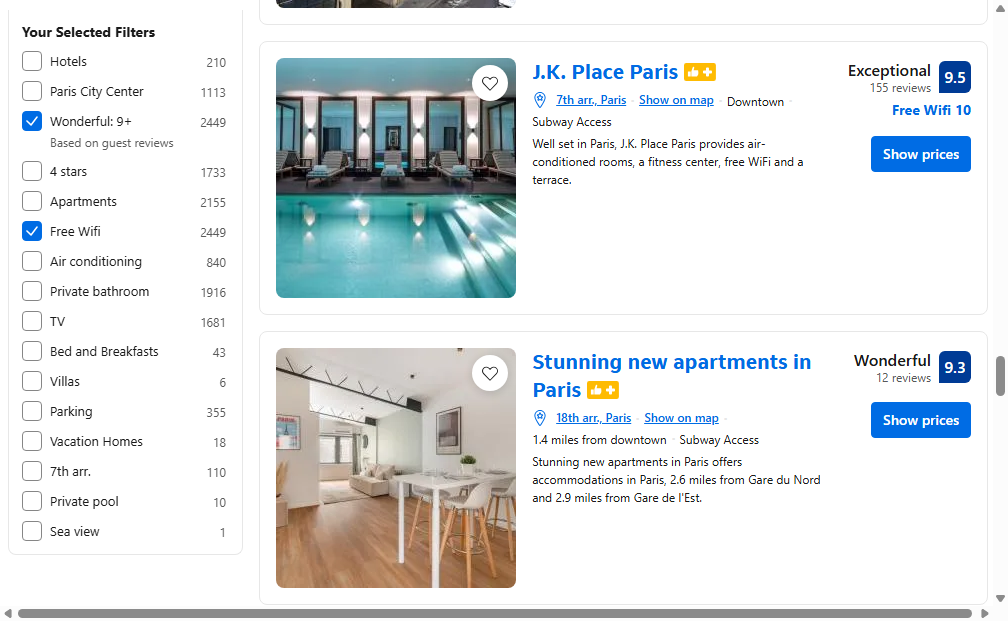 Your Selected Filters
Hotels 210
Paris City Center 1113
Wonderful: 9+ 2449
Based on guest reviews
4 stars 1733
Apartments 2155
Free Wifi 2449
Air conditioning 840
Private bathroom 1916
TV 1681
Bed and Breakfasts 43
Villas 6
Parking 355
Vacation Homes 18
7th arr. 110
Private pool 10
Sea view 1
J.K. Place Paris
7th arr., Paris · Show on map · Downtown ·
Subway Access
Well set in Paris, J.K. Place Paris provides air-
conditioned rooms, a fitness center, free WiFi and a
terrace.
Exceptional 9.5
155 reviews
Free Wifi 10
Show prices
Stunning new apartments in
Paris
18th arr., Paris · Show on map ·
1.4 miles from downtown · Subway Access
Stunning new apartments in Paris offers
accommodations in Paris, 2.6 miles from Gare du Nord
and 2.9 miles from Gare de l'Est.
Wonderful 9.3
12 reviews
Show prices